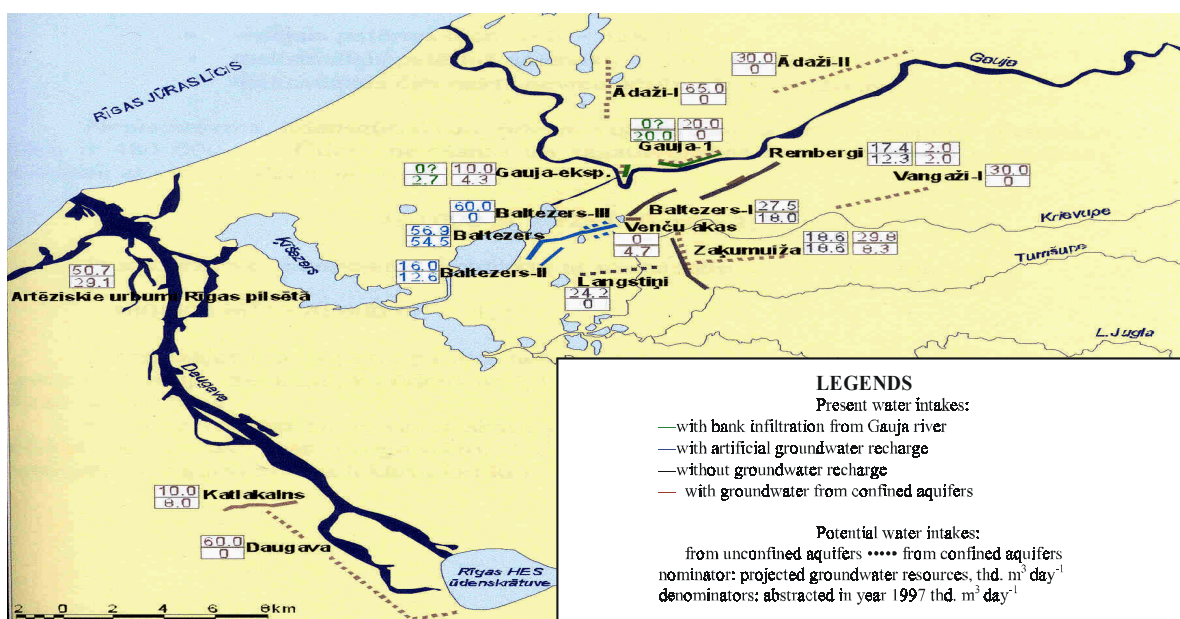 RĪGAS JŪRAS LĪCIS
30.0
0
Ādaži-II
Gauja
Ādaži-I
65.0
0
0?
20.0
20.0
0
Gauja-1
Rembergi
17.4
12.3
2.0
2.0
0?
2.7
10.0
4.3
Gauja-eksp.
Vangaži-I
30.0
0
60.0
0
Baltezers-III
Baltezers-I
27.5
18.0
Krievupe
56.9
54.5
Baltezers
Venču akas
0
4.7
Zaķumuiža
18.6
18.6
29.8
8.3
Tumšupe
Ķīšezers
16.0
12.6
Baltezers-II
Langstiņi
24.2
0
50.7
29.1
Artēziskie urbumi Rīgas pilsētā
L.Jugla
Daugava
LEGENDS
Present water intakes:
with bank infiltration from Gauja river
with artificial groundwater recharge
without groundwater recharge
with groundwater from confined aquifers
Potential water intakes:
from unconfined aquifers ••••• from confined aquifers
nominator: projected groundwater resources, thd. m³ day⁻¹
denominators: abstracted in year 1997 thd. m³ day⁻¹
10.0
8.0
Katlakalns
60.0
0
Daugava
Rīgas HES
ūdenskrātuve
2 0 2 4 6 8km